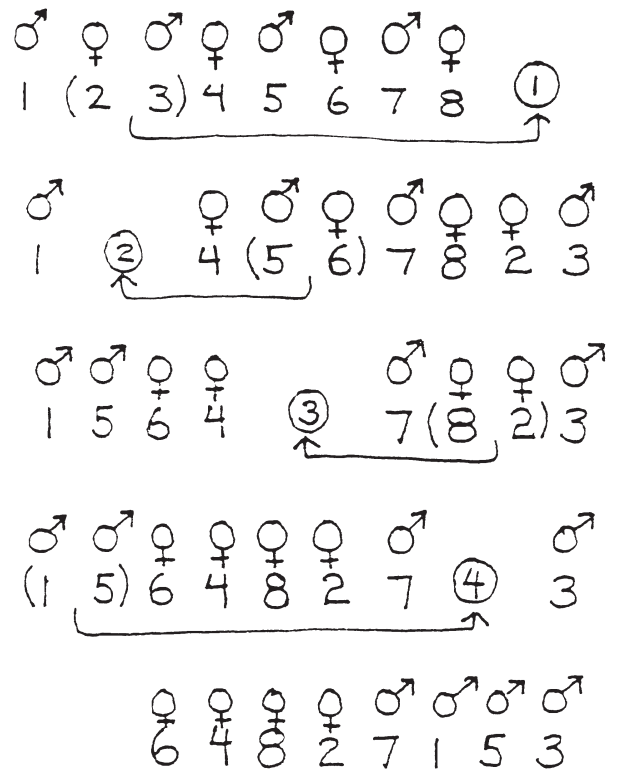 ♂ ♀ ♂ ♀ ♂ ♀ ♂ ♀
1 (2 3) 4 5 6 7 8 ①
♂ ♀ ♂ ♀ ♂ ♀ ♀ ♂
1 ② 4 (5 6) 7 8 2 3
♂ ♂ ♀ ♀ ♂ ♀ ♀ ♂
1 5 6 4 ③ 7 (8 2) 3
♂ ♂ ♀ ♀ ♀ ♀ ♂ ♂
(1 5) 6 4 8 2 7 ④ 3
♀ ♀ ♀ ♀ ♂ ♂ ♂ ♂
6 4 8 2 7 1 5 3